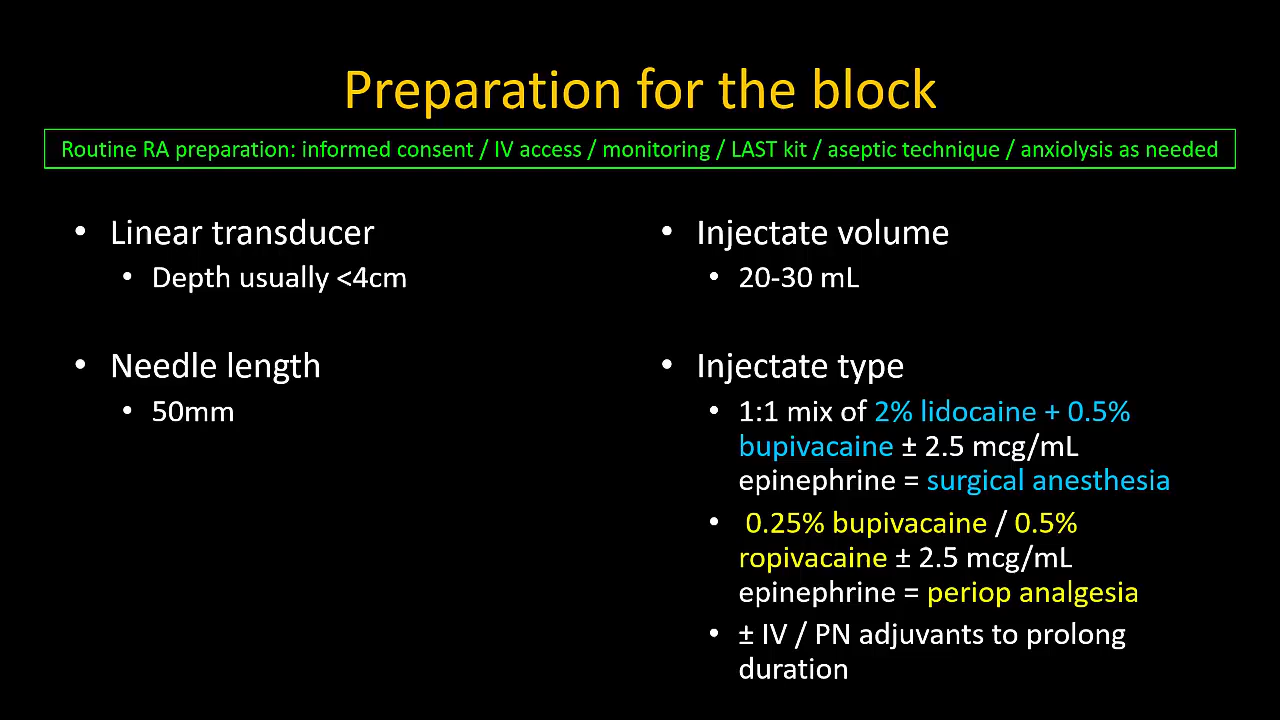 Preparation for the block
Routine RA preparation: informed consent / IV access / monitoring / LAST kit / aseptic technique / anxiolysis as needed
• Linear transducer
• Depth usually <4cm
• Needle length
• 50mm
• Injectate volume
• 20-30 mL
• Injectate type
• 1:1 mix of 2% lidocaine + 0.5%
bupivacaine ± 2.5 mcg/mL
epinephrine = surgical anesthesia
• 0.25% bupivacaine / 0.5%
ropivacaine ± 2.5 mcg/mL
epinephrine = periop analgesia
• ± IV / PN adjuvants to prolong
duration